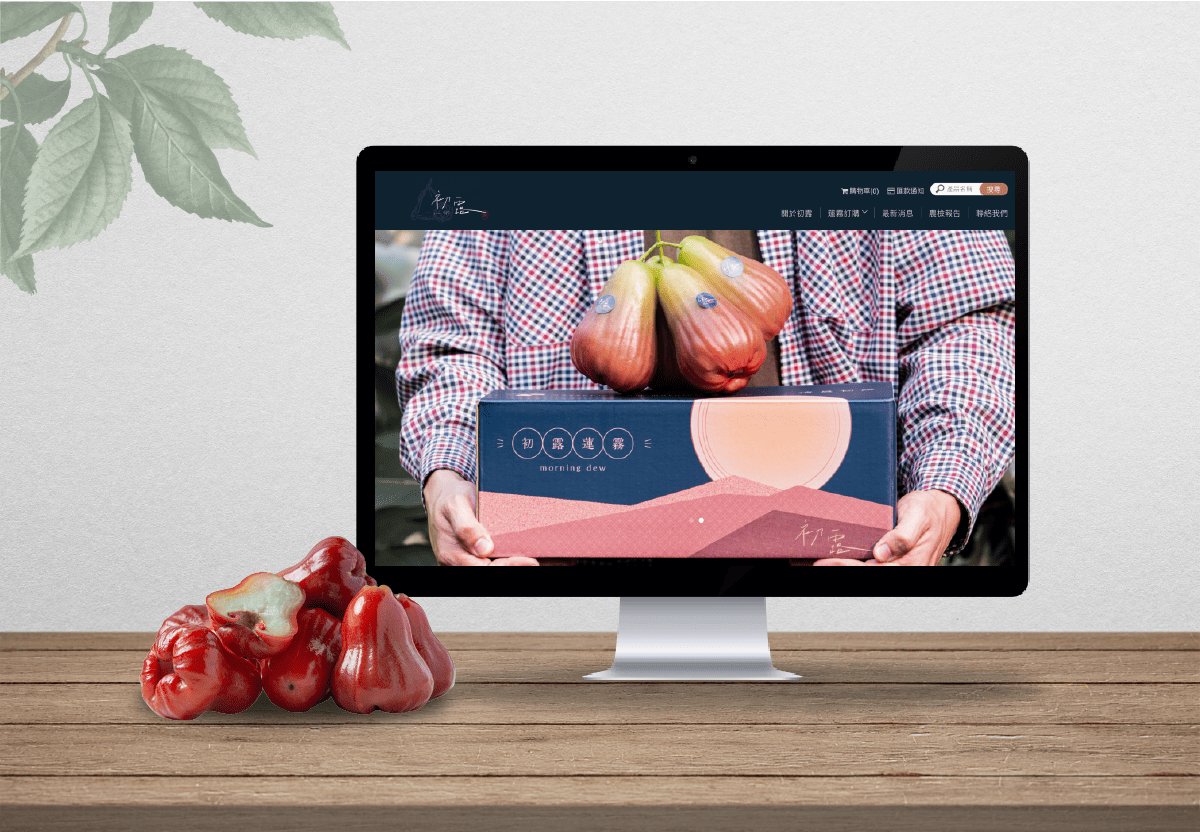 初露
購物車(0) 匯款通知 產品名稱 搜尋
關於初露 蓮霧訂購 最新消息 農檢報告 聯絡我們
初露蓮霧
morning dew
初露